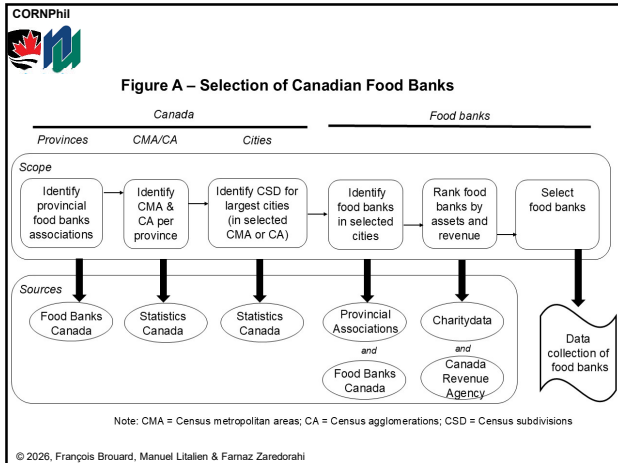 CORNPhil
Figure A – Selection of Canadian Food Banks
Canada
Food banks
Provinces
CMA/CA
Cities
Scope
Identify
provincial
food banks
associations
Identify
CMA &
CA per
province
Identify CSD for
largest cities
(in selected
CMA or CA)
Identify
food banks
in selected
cities
Rank food
banks by
assets and
revenue
Select
food banks
Sources
Food Banks
Canada
Statistics
Canada
Statistics
Canada
Provincial
Associations
and
Food Banks
Canada
Charitydata
and
Canada
Revenue
Agency
Data
collection of
food banks
Note: CMA = Census metropolitan areas; CA = Census agglomerations; CSD = Census subdivisions
© 2026, François Brouard, Manuel Litalien & Farnaz Zaredorahi